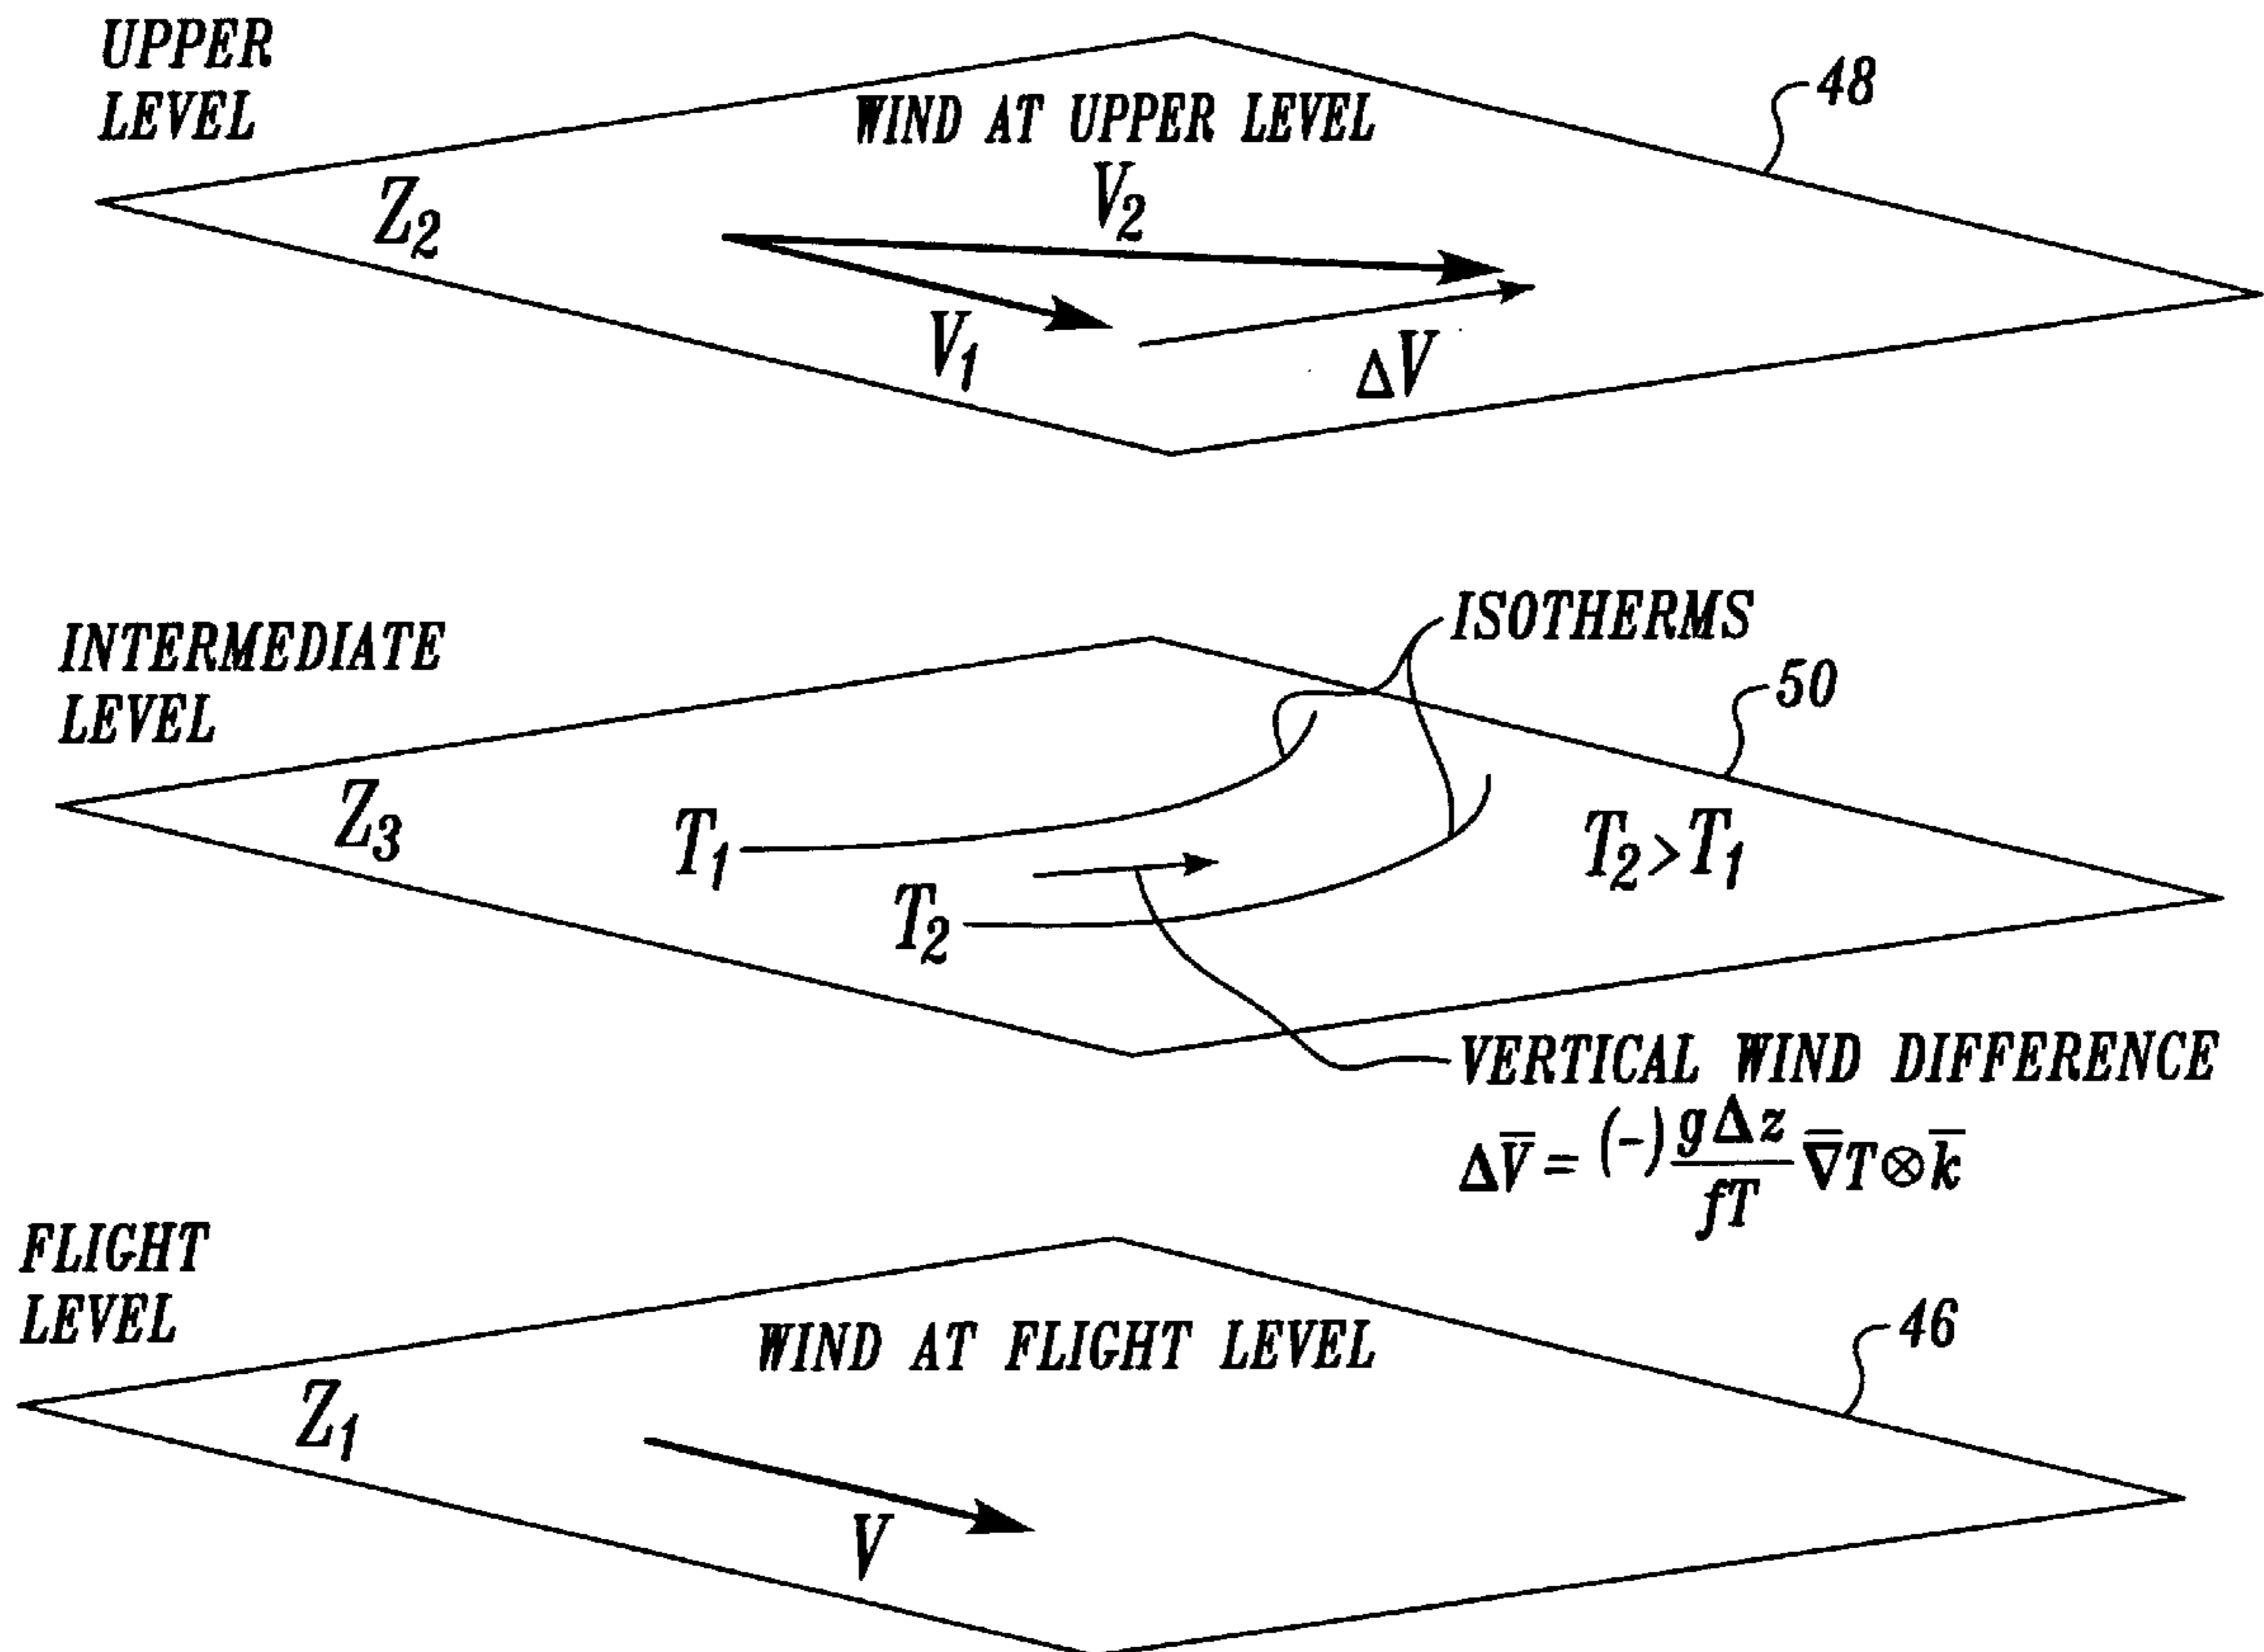 UPPER
LEVEL
WIND AT UPPER LEVEL
48
Z2
V2
V1
ΔV
INTERMEDIATE
LEVEL
ISOTHERMS
50
Z3
T1
T2
T2>T1
VERTICAL WIND DIFFERENCE
ΔV̅ = (-) gΔz/fT ∇̅T⊗k̅
FLIGHT
LEVEL
WIND AT FLIGHT LEVEL
46
Z1
V